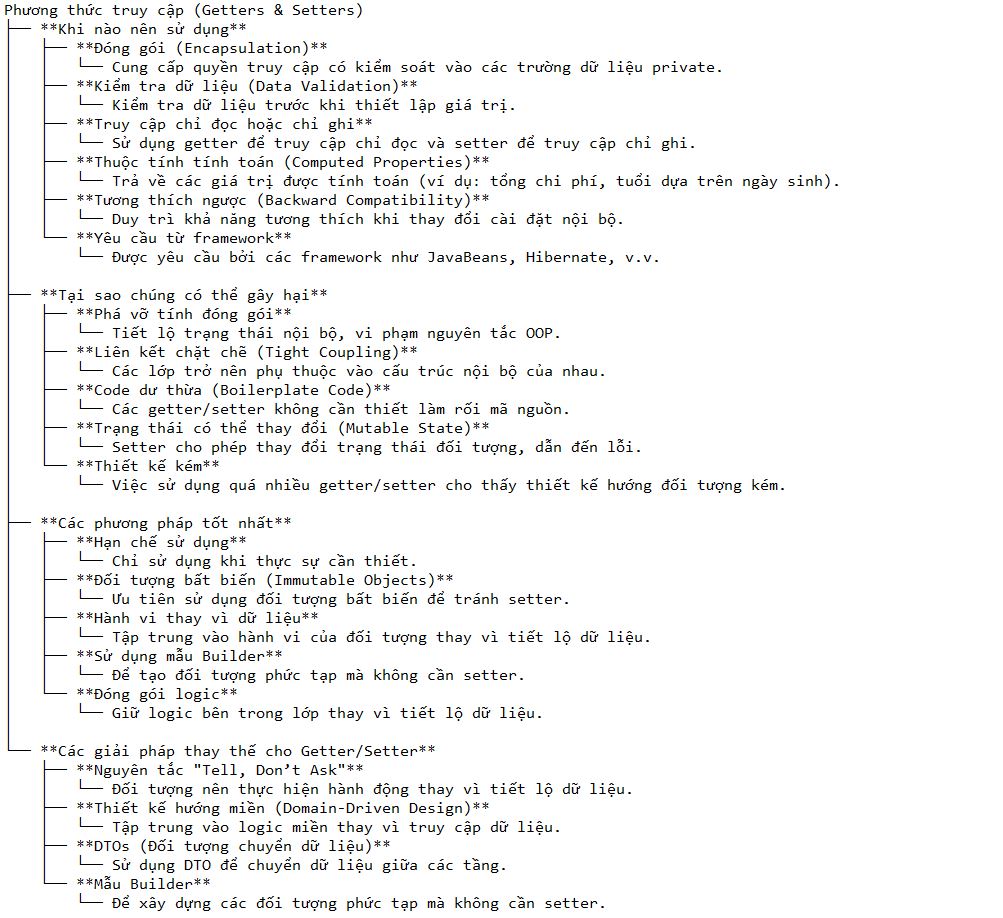 Phương thức truy cập (Getters & Setters)
├── **Khi nào nên sử dụng**
│   ├── **Đóng gói (Encapsulation)**
│   │   └── Cung cấp quyền truy cập có kiểm soát vào các trường dữ liệu private.
│   ├── **Kiểm tra dữ liệu (Data Validation)**
│   │   └── Kiểm tra dữ liệu trước khi thiết lập giá trị.
│   ├── **Truy cập chỉ đọc hoặc chỉ ghi**
│   │   └── Sử dụng getter để truy cập chỉ đọc và setter để truy cập chỉ ghi.
│   ├── **Thuộc tính tính toán (Computed Properties)**
│   │   └── Trả về các giá trị được tính toán (ví dụ: tổng chi phí, tuổi dựa trên ngày sinh).
│   ├── **Tương thích ngược (Backward Compatibility)**
│   │   └── Duy trì khả năng tương thích khi thay đổi cài đặt nội bộ.
│   └── **Yêu cầu từ framework**
│       └── Được yêu cầu bởi các framework như JavaBeans, Hibernate, v.v.
│
├── **Tại sao chúng có thể gây hại**
│   ├── **Phá vỡ tính đóng gói**
│   │   └── Tiết lộ trạng thái nội bộ, vi phạm nguyên tắc OOP.
│   ├── **Liên kết chặt chẽ (Tight Coupling)**
│   │   └── Các lớp trở nên phụ thuộc vào cấu trúc nội bộ của nhau.
│   ├── **Code dư thừa (Boilerplate Code)**
│   │   └── Các getter/setter không cần thiết làm rối mã nguồn.
│   ├── **Trạng thái có thể thay đổi (Mutable State)**
│   │   └── Setter cho phép thay đổi trạng thái đối tượng, dẫn đến lỗi.
│   └── **Thiết kế kém**
│       └── Việc sử dụng quá nhiều getter/setter cho thấy thiết kế hướng đối tượng kém.
│
├── **Các phương pháp tốt nhất**
│   ├── **Hạn chế sử dụng**
│   │   └── Chỉ sử dụng khi thực sự cần thiết.
│   ├── **Đối tượng bất biến (Immutable Objects)**
│   │   └── Ưu tiên sử dụng đối tượng bất biến để tránh setter.
│   ├── **Hành vi thay vì dữ liệu**
│   │   └── Tập trung vào hành vi của đối tượng thay vì tiết lộ dữ liệu.
│   ├── **Sử dụng mẫu Builder**
│   │   └── Để tạo đối tượng phức tạp mà không cần setter.
│   └── **Đóng gói logic**
│       └── Giữ logic bên trong lớp thay vì tiết lộ dữ liệu.
│
└── **Các giải pháp thay thế cho Getter/Setter**
    ├── **Nguyên tắc "Tell, Don’t Ask"**
    │   └── Đối tượng nên thực hiện hành động thay vì tiết lộ dữ liệu.
    ├── **Thiết kế hướng miền (Domain-Driven Design)**
    │   └── Tập trung vào logic miền thay vì truy cập dữ liệu.
    ├── **DTOs (Đối tượng chuyển dữ liệu)**
    │   └── Sử dụng DTO để chuyển dữ liệu giữa các tầng.
    └── **Mẫu Builder**
        └── Để xây dựng các đối tượng phức tạp mà không cần setter.